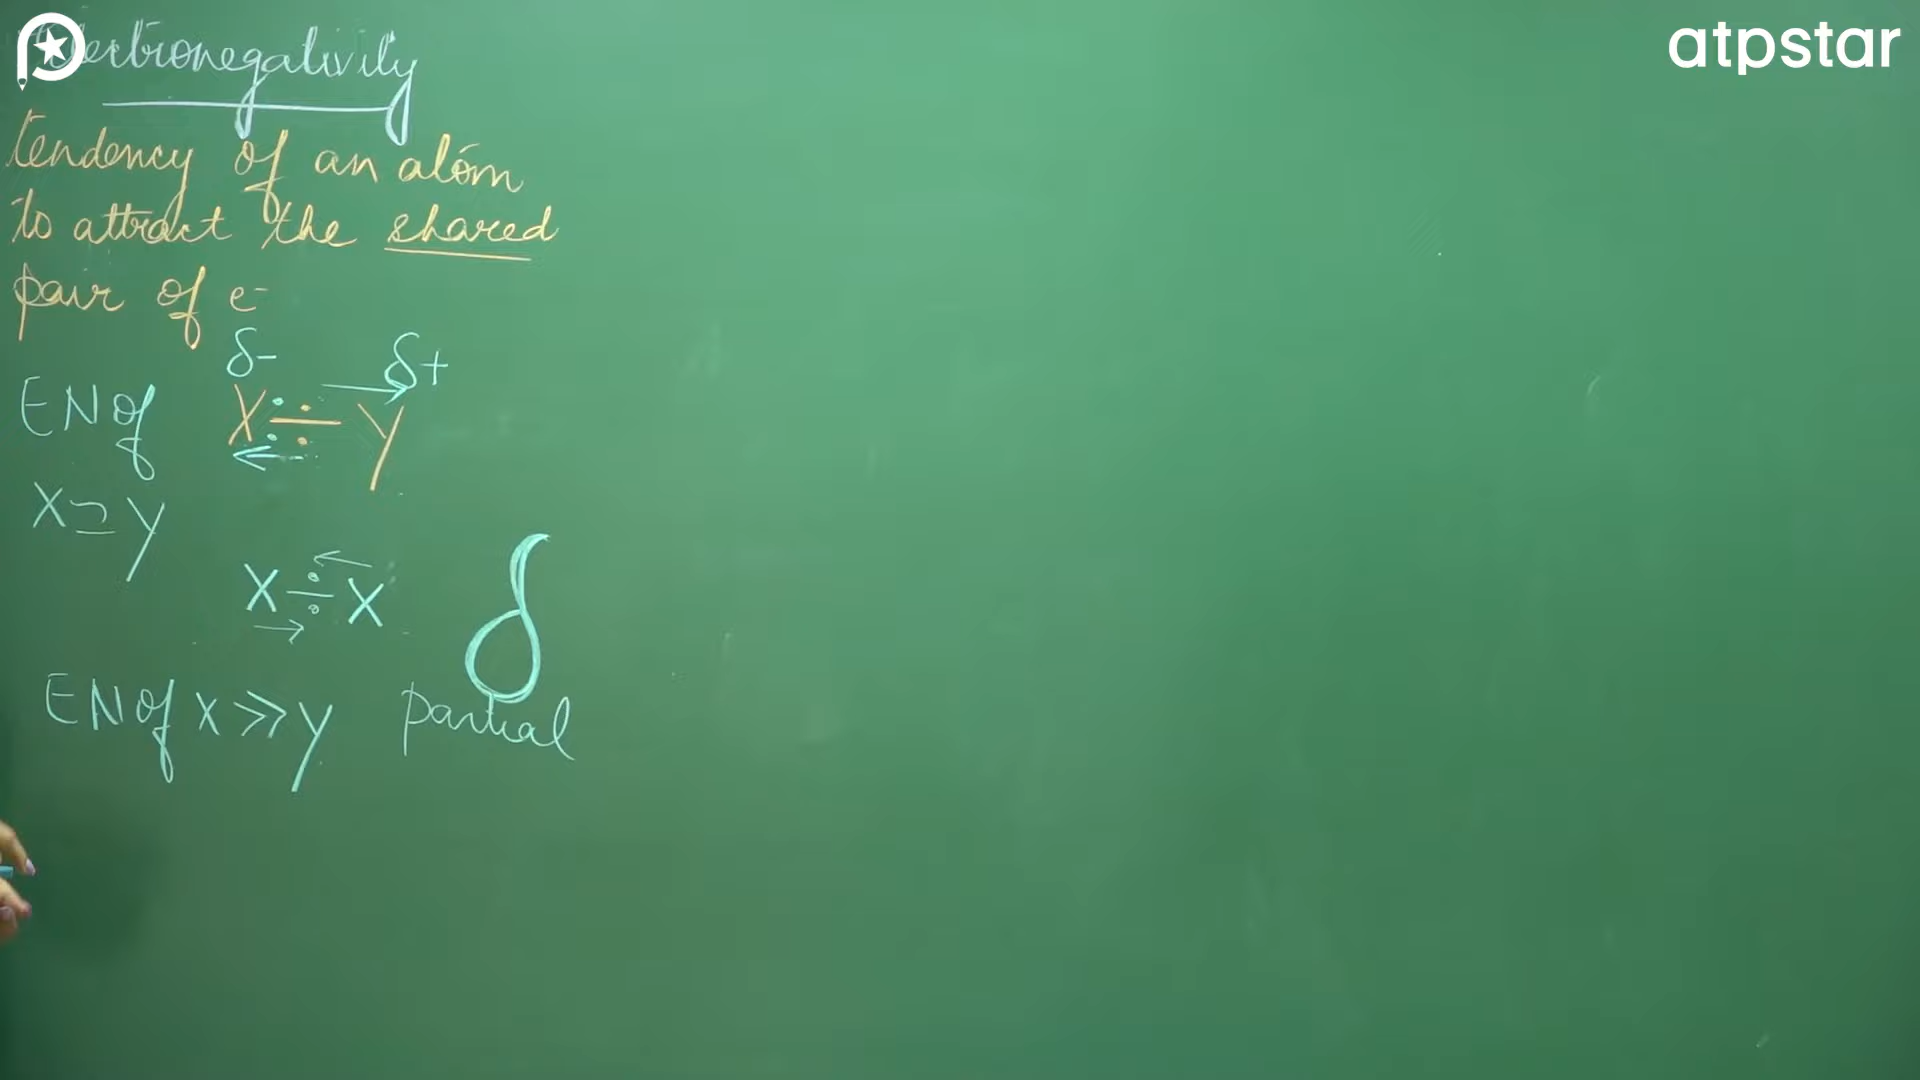 Electronegativity
atpstar
tendency of an atom
to attract the shared
pair of e-
δ- δ+
EN of X÷Y
X ≥ Y
X÷X
δ
EN of X >> Y
partial